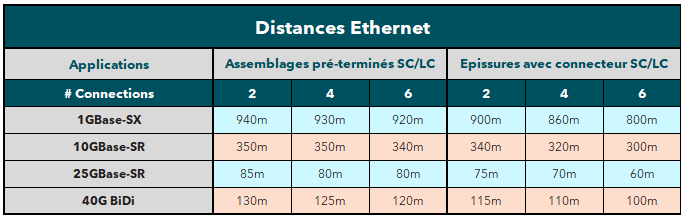 Distances Ethernet
Applications Assemblages pré-terminés SC/LC Epissures avec connecteur SC/LC
# Connections 2 4 6 2 4 6
1GBase-SX 940m 930m 920m 900m 860m 800m
10GBase-SR 350m 350m 340m 340m 320m 300m
25GBase-SR 85m 80m 80m 75m 70m 60m
40G BiDi 130m 125m 120m 115m 110m 100m